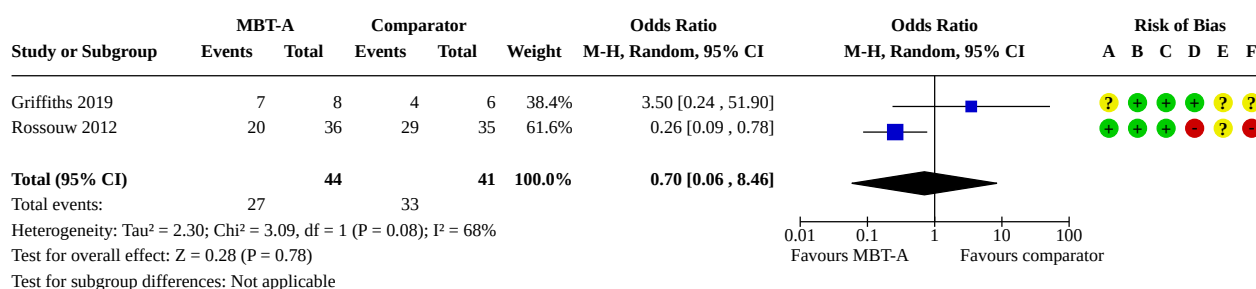 MBT-A Comparator Odds Ratio Odds Ratio Risk of Bias
Study or Subgroup Events Total Events Total Weight M-H, Random, 95% CI M-H, Random, 95% CI A B C D E F
Griffiths 2019 7 8 4 6 38.4% 3.50 [0.24 , 51.90] ? + + + ? ?
Rossouw 2012 20 36 29 35 61.6% 0.26 [0.09 , 0.78] + + + - ? -
Total (95% CI) 44 41 100.0% 0.70 [0.06 , 8.46]
Total events: 27 33
Heterogeneity: Tau² = 2.30; Chi² = 3.09, df = 1 (P = 0.08); I² = 68%
Test for overall effect: Z = 0.28 (P = 0.78)
Test for subgroup differences: Not applicable
0.01 0.1 1 10 100
Favours MBT-A Favours comparator